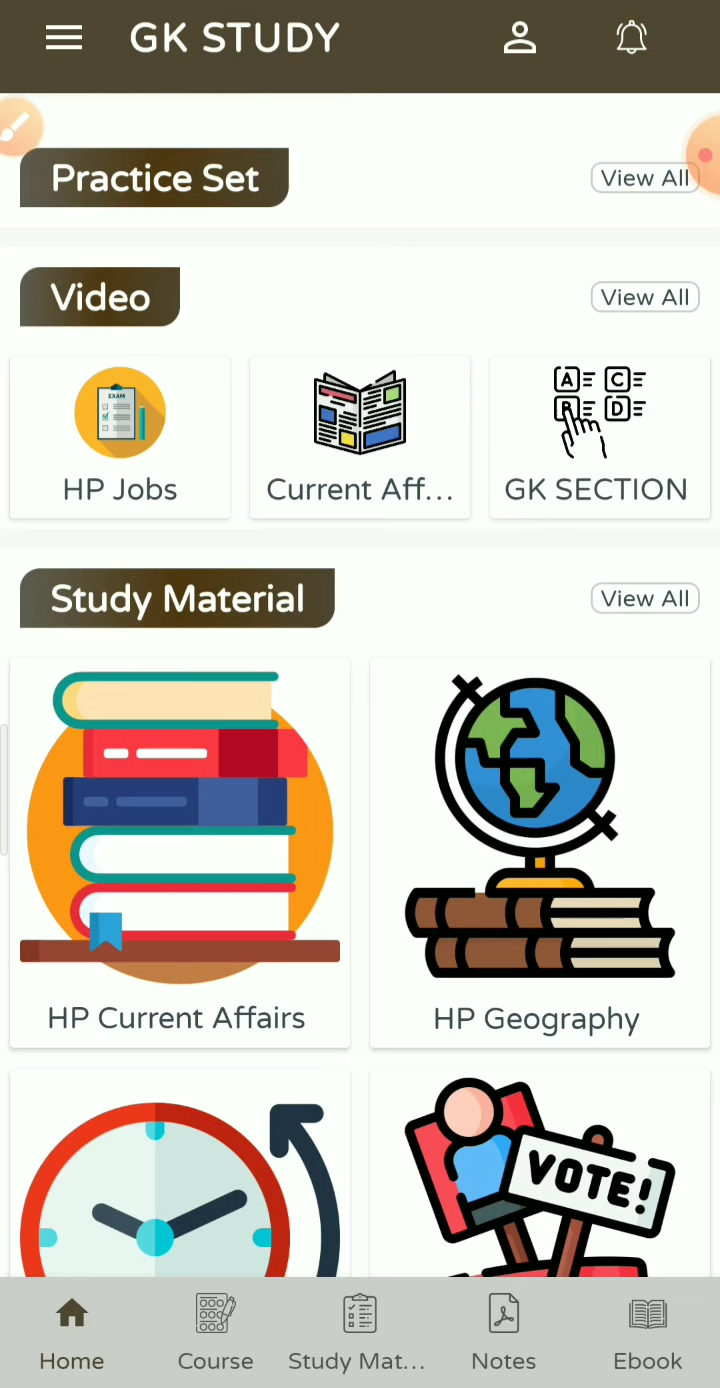 GK STUDY
Practice Set
View All
Video
View All
EXAM
A C
B D
HP Jobs
Current Aff...
GK SECTION
Study Material
View All
HP Current Affairs
HP Geography
VOTE!
Home
Course
Study Mat...
Notes
Ebook